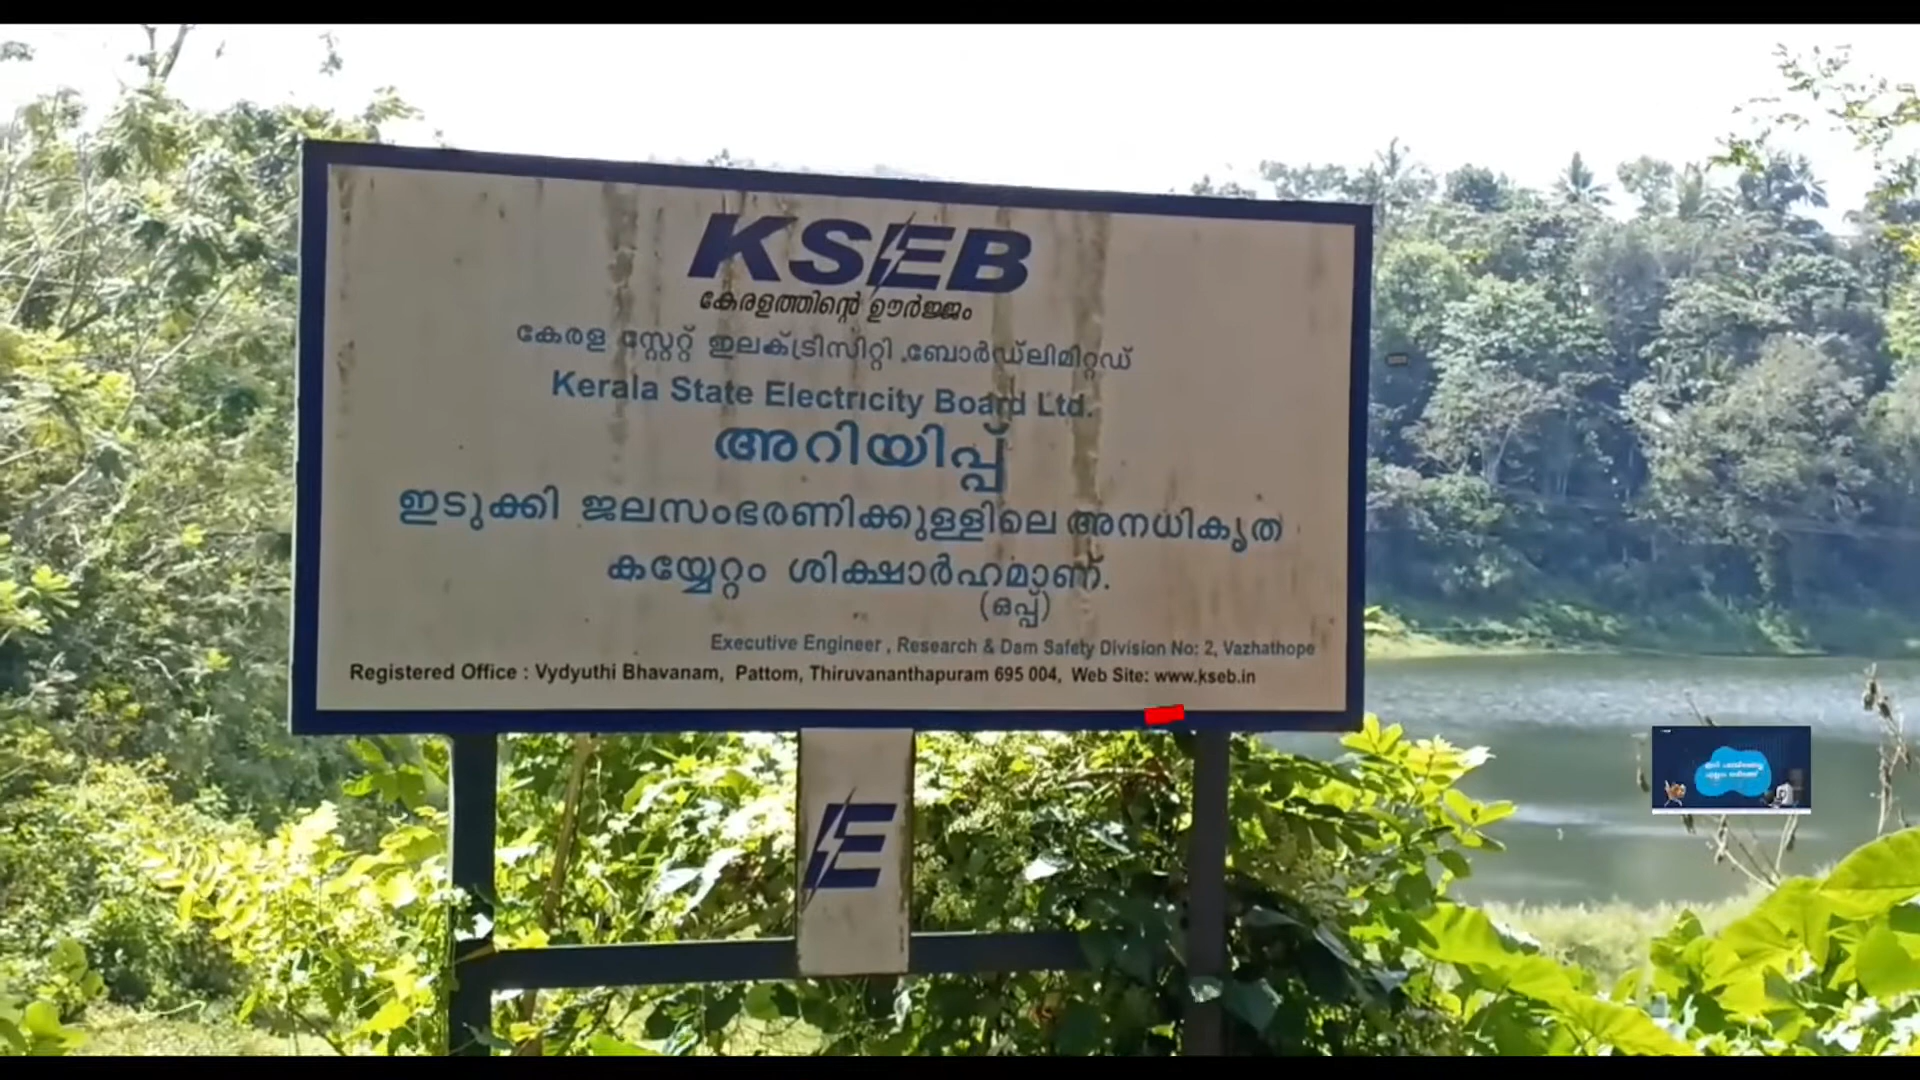 KSEB
കേരളത്തിന്റെ ഊർജ്ജം
കേരള സ്റ്റേറ്റ് ഇലക്ട്രിസിറ്റി ബോർഡ്ലിമിറ്റഡ്
Kerala State Electricity Board Ltd.
അറിയിപ്പ്
ഇടുക്കി ജലസംഭരണിക്കുള്ളിലെ അനധികൃത
കയ്യേറ്റം ശിക്ഷാർഹമാണ്.
(ഒപ്പ്)
Executive Engineer , Research & Dam Safety Division No: 2, Vazhathope
Registered Office : Vydyuthi Bhavanam, Pattom, Thiruvananthapuram 695 004, Web Site: www.kseb.in
E